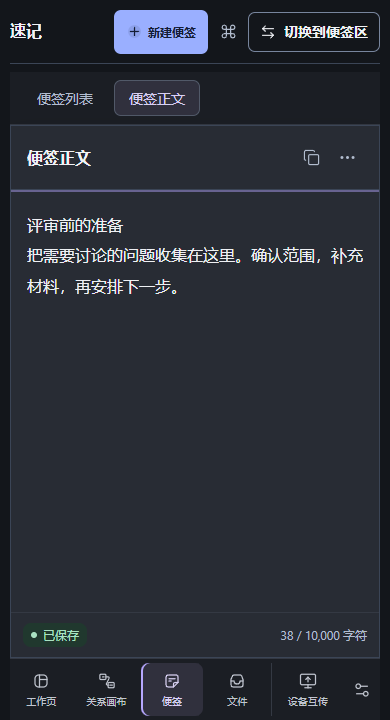 速记
新建便签
切换到便签区
便签列表
便签正文
便签正文
评审前的准备
把需要讨论的问题收集在这里。确认范围，补充
材料，再安排下一步。
已保存
38 / 10,000 字符
工作页
关系画布
便签
文件
设备互传